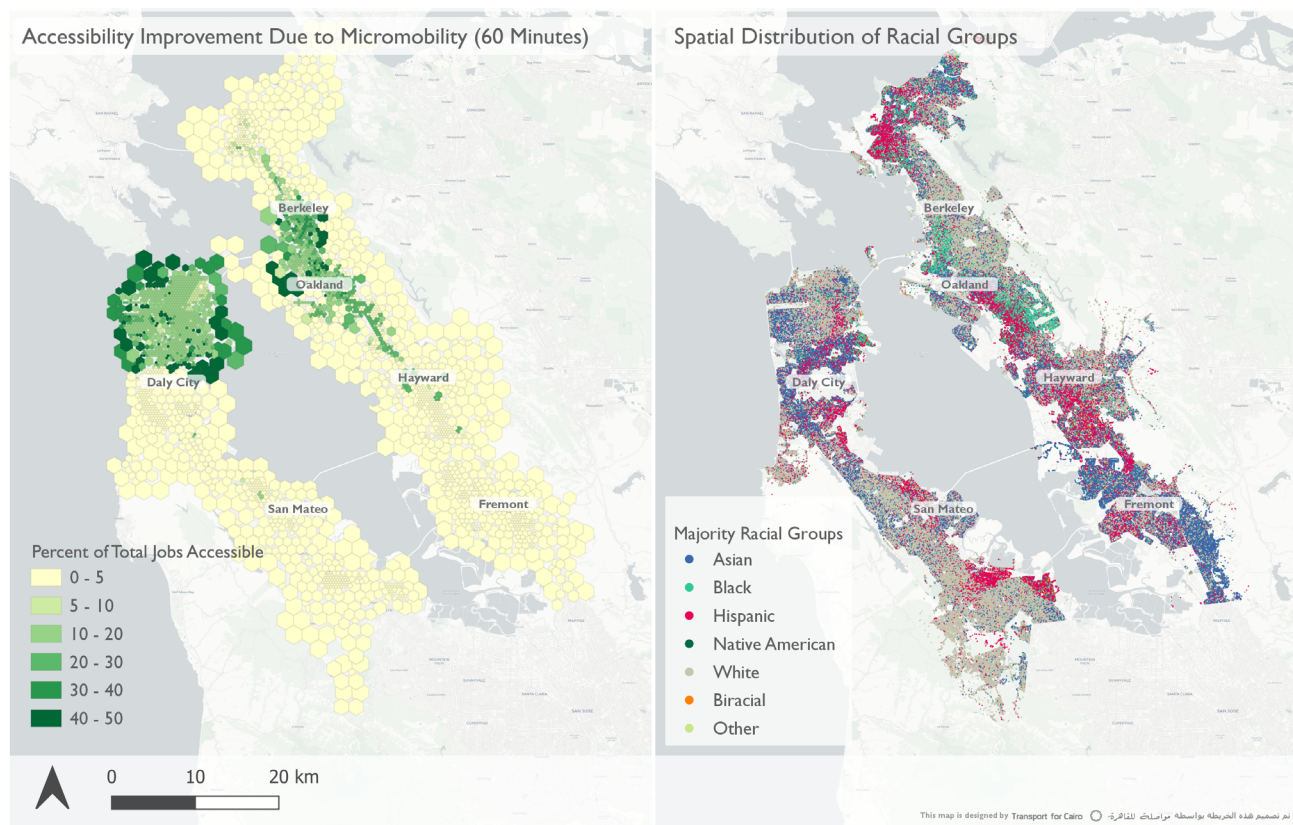 Accessibility Improvement Due to Micromobility (60 Minutes)
Berkeley
Oakland
Daly City
Hayward
San Mateo
Fremont
Percent of Total Jobs Accessible
0 - 5
5 - 10
10 - 20
20 - 30
30 - 40
40 - 50
0 10 20 km
Spatial Distribution of Racial Groups
Berkeley
Oakland
Daly City
Hayward
San Mateo
Fremont
Majority Racial Groups
Asian
Black
Hispanic
Native American
White
Biracial
Other
This map is designed by Transport for Cairo مواصلة للقاهرة تم تصميم هذه الخريطة بواسطة